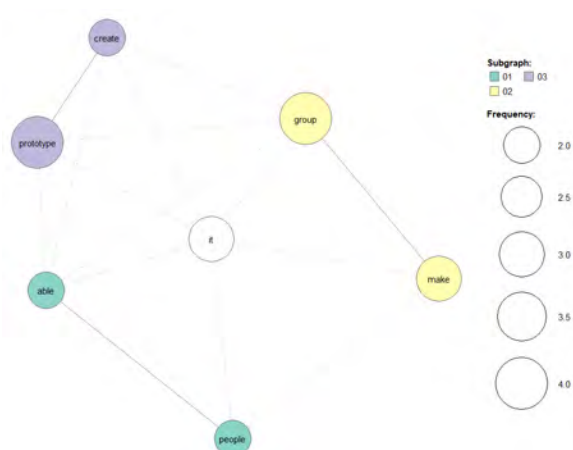 create
Subgraph:
01 03
02
Frequency:
group
prototype
2.0
2.5
it
3.0
able
make
3.5
4.0
people